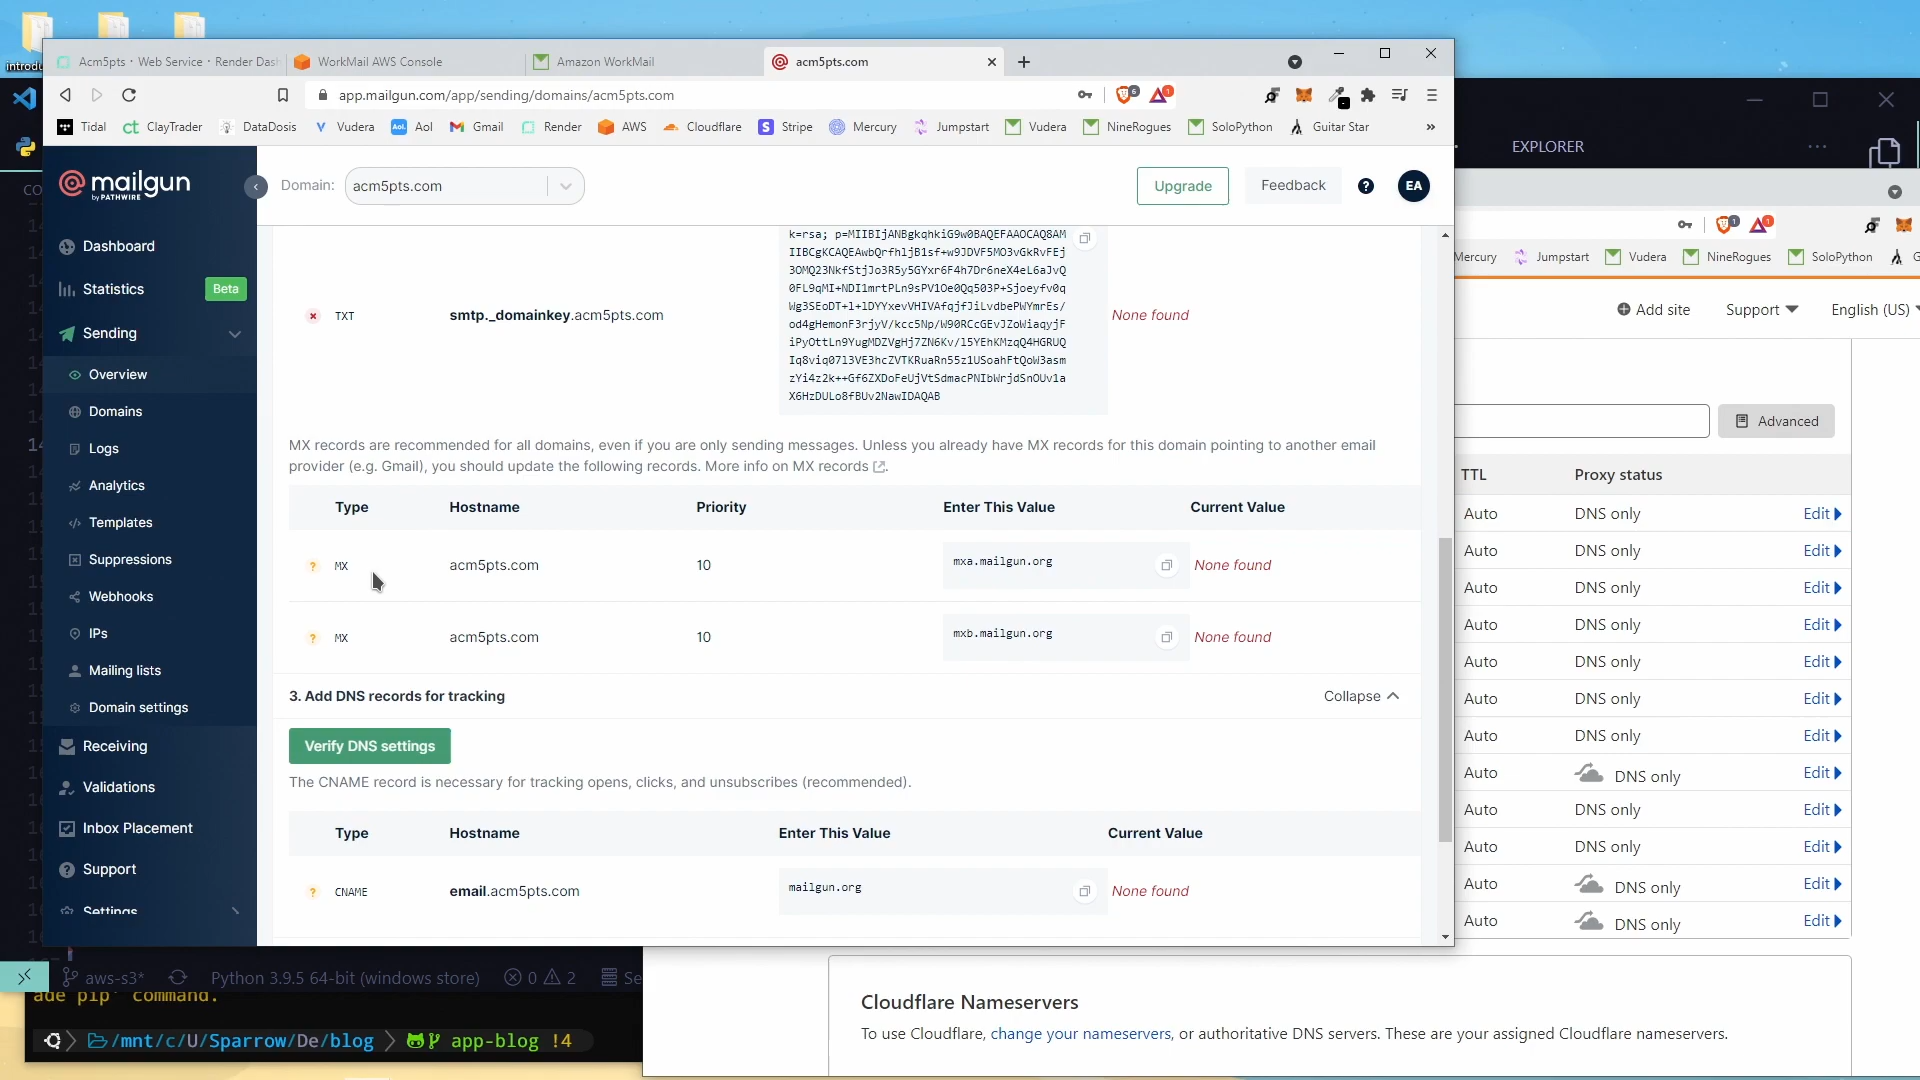 introdu
Acm5pts · Web Service · Render Dash
WorkMail AWS Console
Amazon WorkMail
acm5pts.com
app.mailgun.com/app/sending/domains/acm5pts.com
6
1
Tidal
ClayTrader
DataDosis
Vudera
Aol.
Aol
Gmail
Render
AWS
Cloudflare
Stripe
Mercury
Jumpstart
Vudera
NineRogues
SoloPython
Guitar Star
»
mailgun
by PATHWIRE
Domain:
acm5pts.com
Upgrade
Feedback
EA
Dashboard
Statistics
Beta
Sending
Overview
Domains
Logs
Analytics
Templates
Suppressions
Webhooks
IPs
Mailing lists
Domain settings
Receiving
Validations
Inbox Placement
Support
Settings
TXT
smtp._domainkey.acm5pts.com
k=rsa; p=MIIBIjANBgkqhkiG9w0BAQEFAAOCAQ8AM
None found
MX records are recommended for all domains, even if you are only sending messages. Unless you already have MX records for this domain pointing to another email
provider (e.g. Gmail), you should update the following records. More info on MX records.
Type Hostname Priority Enter This Value Current Value
MX acm5pts.com 10 mxa.mailgun.org None found
MX acm5pts.com 10 mxb.mailgun.org None found
3. Add DNS records for tracking
Collapse
Verify DNS settings
The CNAME record is necessary for tracking opens, clicks, and unsubscribes (recommended).
Type Hostname Enter This Value Current Value
CNAME email.acm5pts.com mailgun.org None found
EXPLORER
1
1
Mercury
Jumpstart
Vudera
NineRogues
SoloPython
Add site
Support
English (US)
Advanced
TTL Proxy status
Auto DNS only Edit
Auto DNS only Edit
Auto DNS only Edit
Auto DNS only Edit
Auto DNS only Edit
Auto DNS only Edit
Auto DNS only Edit
Auto DNS only Edit
Auto DNS only Edit
Auto DNS only Edit
Auto DNS only Edit
Auto DNS only Edit
Cloudflare Nameservers
To use Cloudflare, change your nameservers, or authoritative DNS servers. These are your assigned Cloudflare nameservers.
aws-s3*
Python 3.9.5 64-bit (windows store)
0
2
Se
ade pip' command.
/mnt/c/U/Sparrow/De/blog
app-blog !4